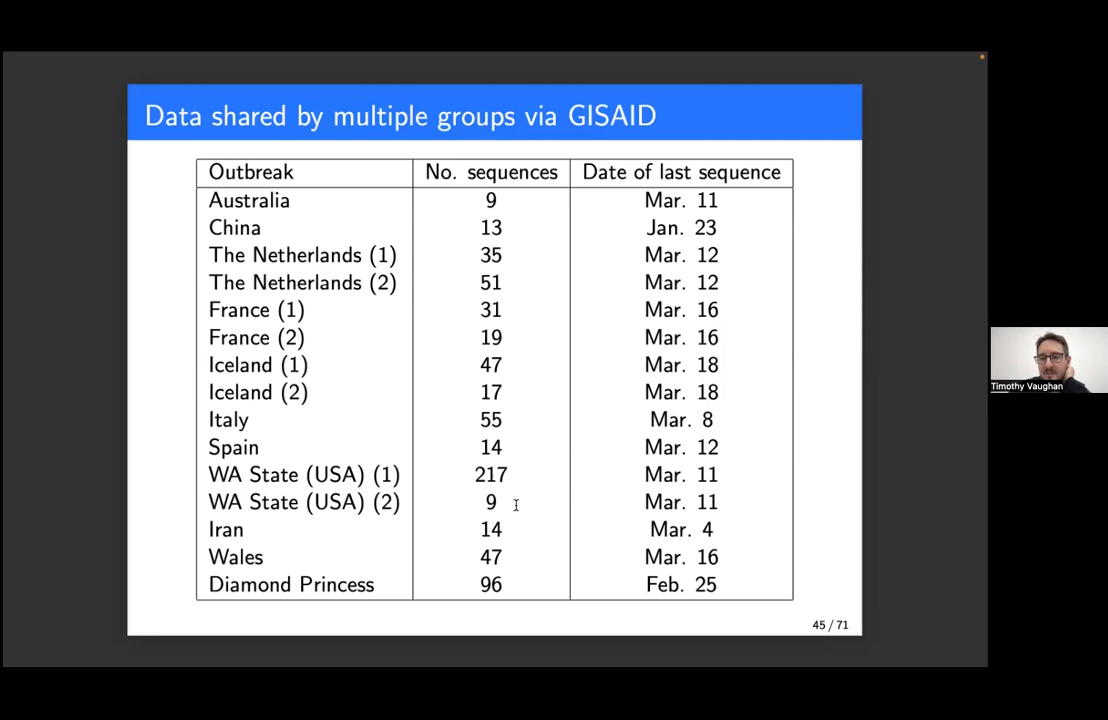 Data shared by multiple groups via GISAID
Outbreak No. sequences Date of last sequence
Australia 9 Mar. 11
China 13 Jan. 23
The Netherlands (1) 35 Mar. 12
The Netherlands (2) 51 Mar. 12
France (1) 31 Mar. 16
France (2) 19 Mar. 16
Iceland (1) 47 Mar. 18
Iceland (2) 17 Mar. 18
Italy 55 Mar. 8
Spain 14 Mar. 12
WA State (USA) (1) 217 Mar. 11
WA State (USA) (2) 9 Mar. 11
Iran 14 Mar. 4
Wales 47 Mar. 16
Diamond Princess 96 Feb. 25
45 / 71
Timothy Vaughan